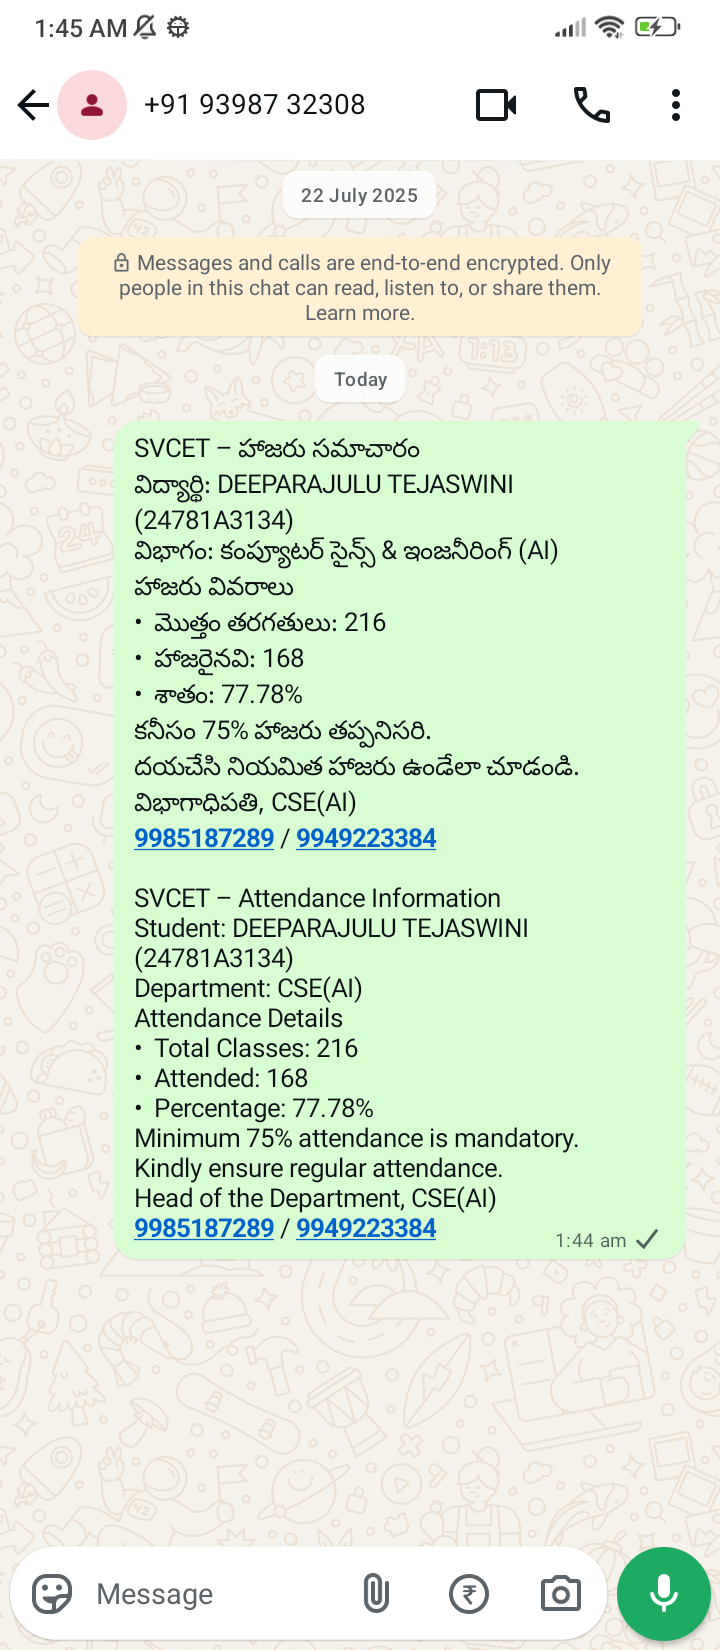 1:45 AM
+91 93987 32308
22 July 2025
Messages and calls are end-to-end encrypted. Only
people in this chat can read, listen to, or share them.
Learn more.
Today
SVCET – హాజరు సమాచారం
విద్యార్థి: DEEPARAJULU TEJASWINI
(24781A3134)
విభాగం: కంప్యూటర్ సైన్స్ & ఇంజనీరింగ్ (AI)
హాజరు వివరాలు
• మొత్తం తరగతులు: 216
• హాజరైనవి: 168
• శాతం: 77.78%
కనీసం 75% హాజరు తప్పనిసరి.
దయచేసి నియమిత హాజరు ఉండేలా చూడండి.
విభాగాధిపతి, CSE(AI)
9985187289 / 9949223384
SVCET – Attendance Information
Student: DEEPARAJULU TEJASWINI
(24781A3134)
Department: CSE(AI)
Attendance Details
• Total Classes: 216
• Attended: 168
• Percentage: 77.78%
Minimum 75% attendance is mandatory.
Kindly ensure regular attendance.
Head of the Department, CSE(AI)
9985187289 / 9949223384
1:44 am
Message